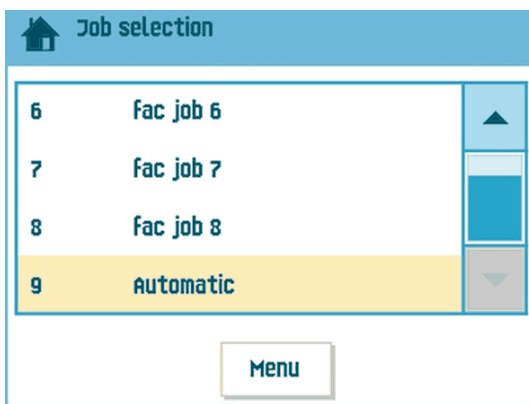 Job selection
6 fac job 6
7 fac job 7
8 fac job 8
9 Automatic
Menu